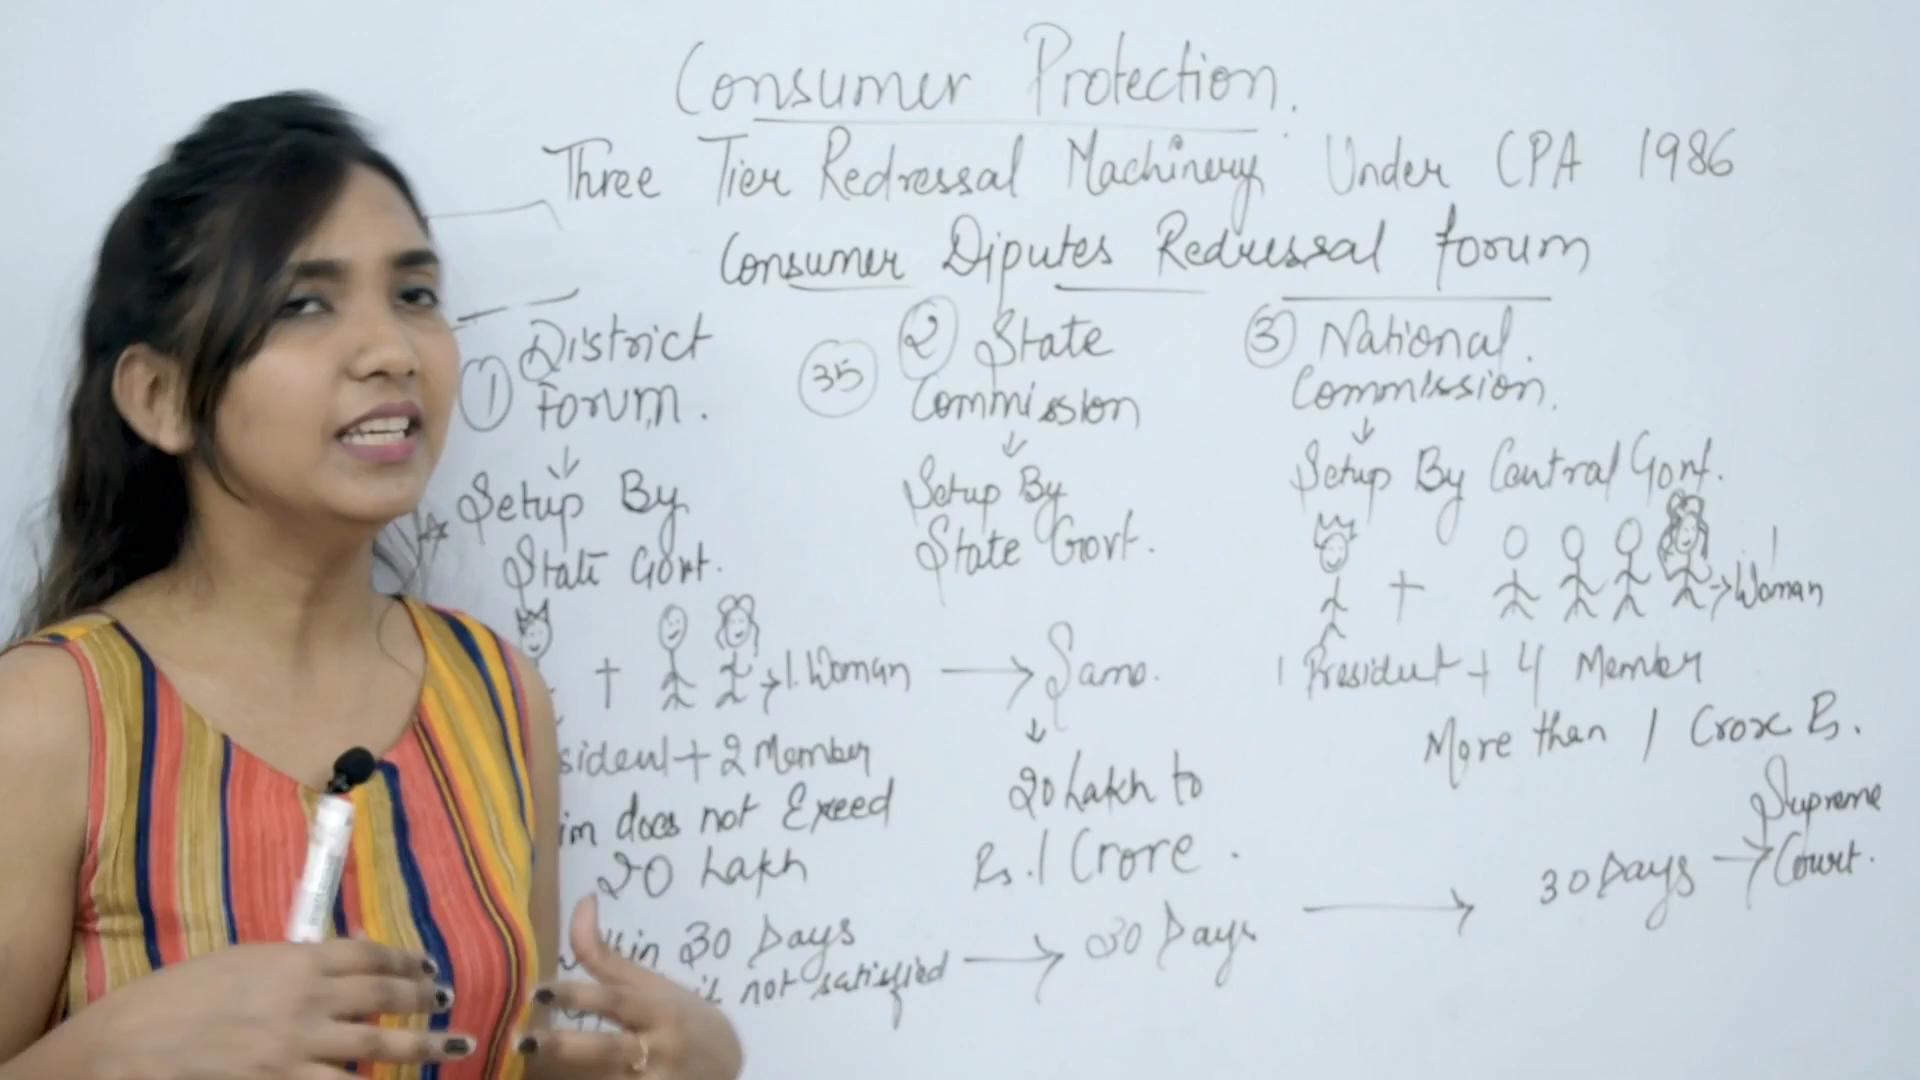 Consumer Protection.
Three Tier Redressal Machinery Under CPA 1986
Consumer Diputes Redressal forum
① District
Forum.
↓
Setup By
State Govt.
+ → 1. Woman
sident + 2 Member
im does not Exeed
20 Lakh
in 30 Days
not satisfied
35
② State
Commission
↓
Setup By
State Govt.
→ Same.
↓
20 Lakh to
Rs. 1 Crore.
→ 30 Days
③ National
Commission.
↓
Setup By Central Govt.
+ → 1 Woman
1 President + 4 Member
More than 1 Crore Rs.
→ 30 Days → Supreme
Court.